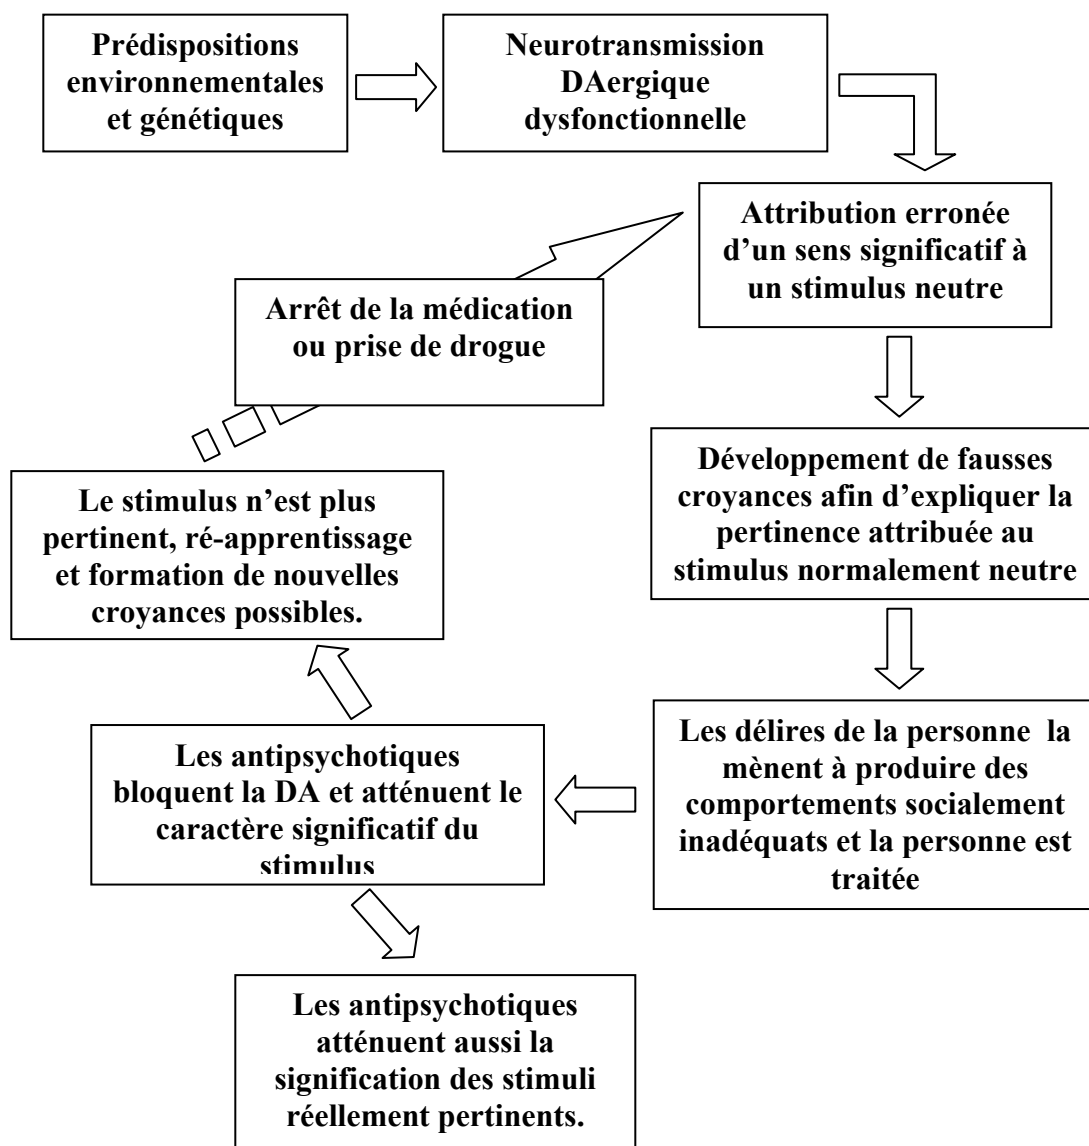 Prédispositions
environnementales
et génétiques
Neurotransmission
DAergique
dysfonctionnelle
Attribution erronée
d’un sens significatif à
un stimulus neutre
Arrêt de la médication
ou prise de drogue
Développement de fausses
croyances afin d’expliquer la
pertinence attribuée au
stimulus normalement neutre
Le stimulus n’est plus
pertinent, ré-apprentissage
et formation de nouvelles
croyances possibles.
Les délires de la personne la
mènent à produire des
comportements socialement
inadéquats et la personne est
traitée
Les antipsychotiques
bloquent la DA et atténuent le
caractère significatif du
stimulus
Les antipsychotiques
atténuent aussi la
signification des stimuli
réellement pertinents.